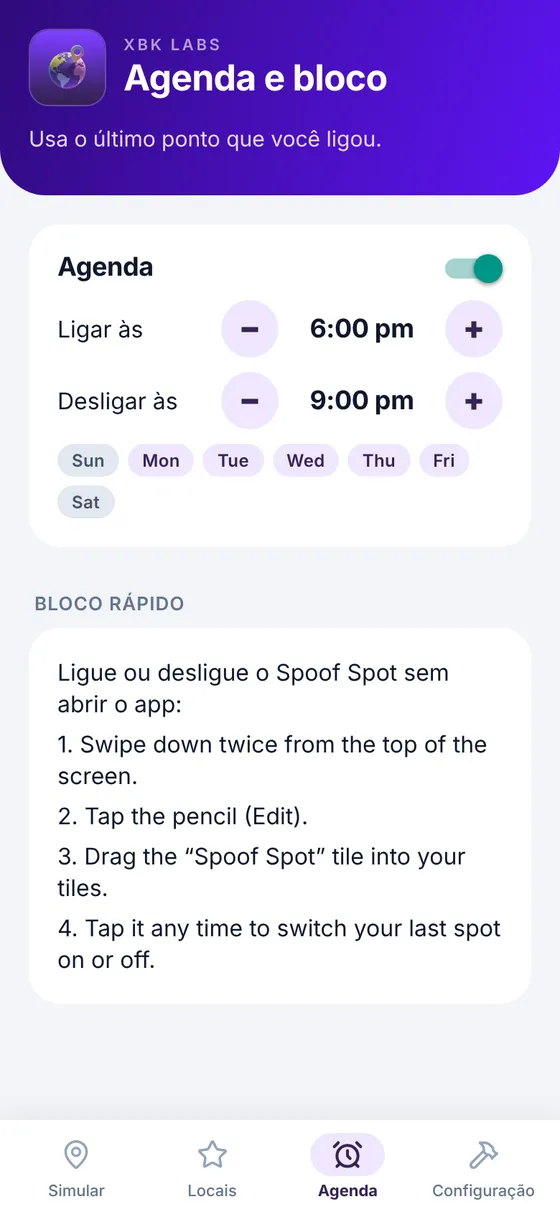 XBK LABS
Agenda e bloco
Usa o último ponto que você ligou.
Agenda
Ligar às
6:00 pm
Desligar às
9:00 pm
Sun Mon Tue Wed Thu Fri
Sat
BLOCO RÁPIDO
Ligue ou desligue o Spoof Spot sem
abrir o app:
1. Swipe down twice from the top of the
screen.
2. Tap the pencil (Edit).
3. Drag the “Spoof Spot” tile into your
tiles.
4. Tap it any time to switch your last spot
on or off.
Simular Locais Agenda Configuração